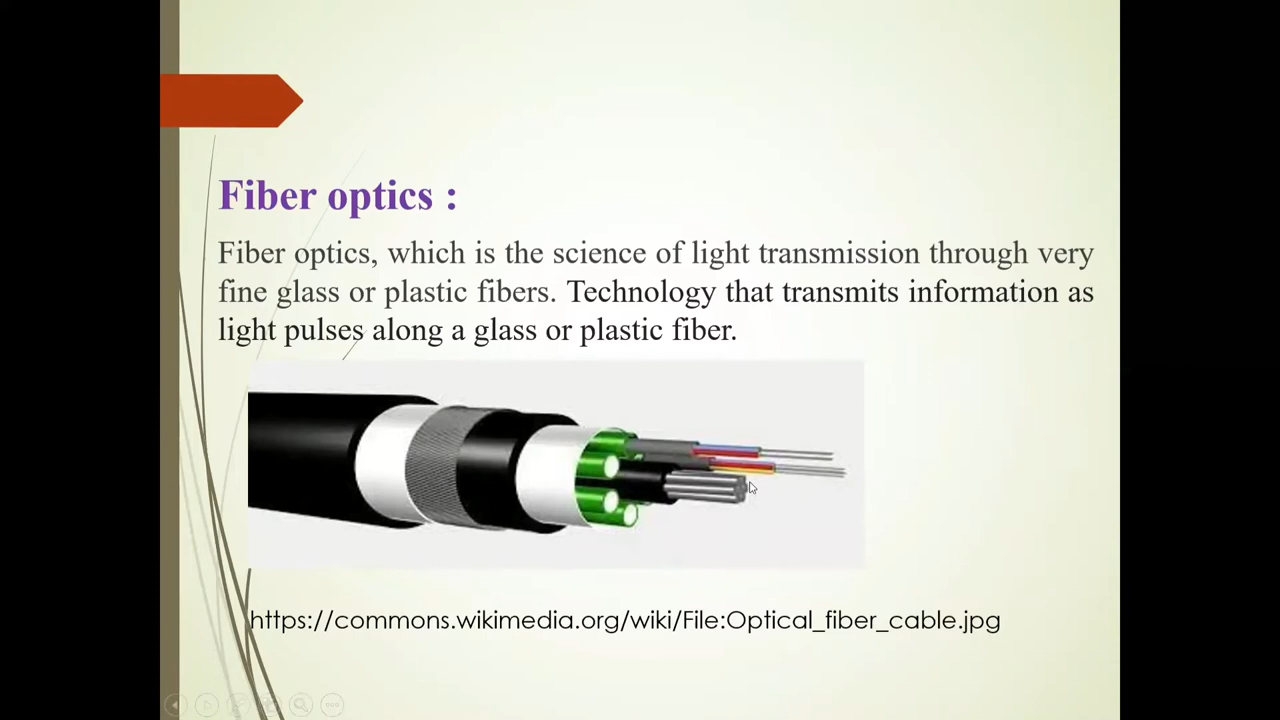 Fiber optics :
Fiber optics, which is the science of light transmission through very
fine glass or plastic fibers. Technology that transmits information as
light pulses along a glass or plastic fiber.
https://commons.wikimedia.org/wiki/File:Optical_fiber_cable.jpg